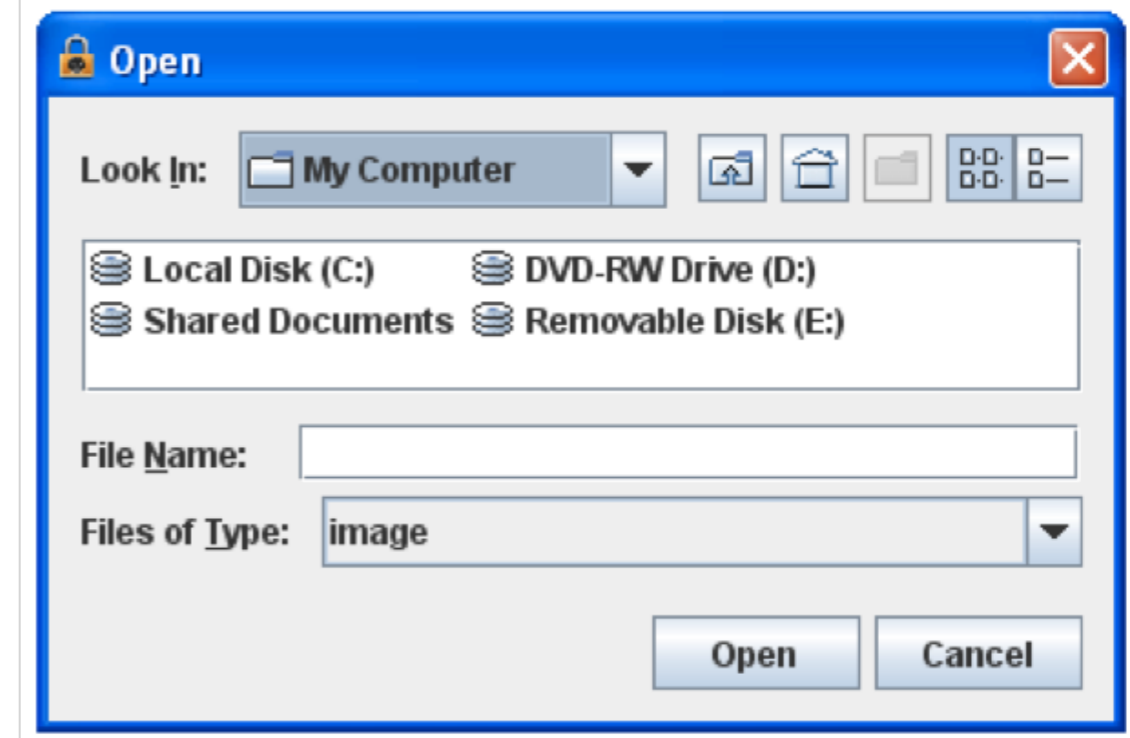 Open
Look In: My Computer
Local Disk (C:) DVD-RW Drive (D:)
Shared Documents Removable Disk (E:)
File Name:
Files of Type: image
Open Cancel